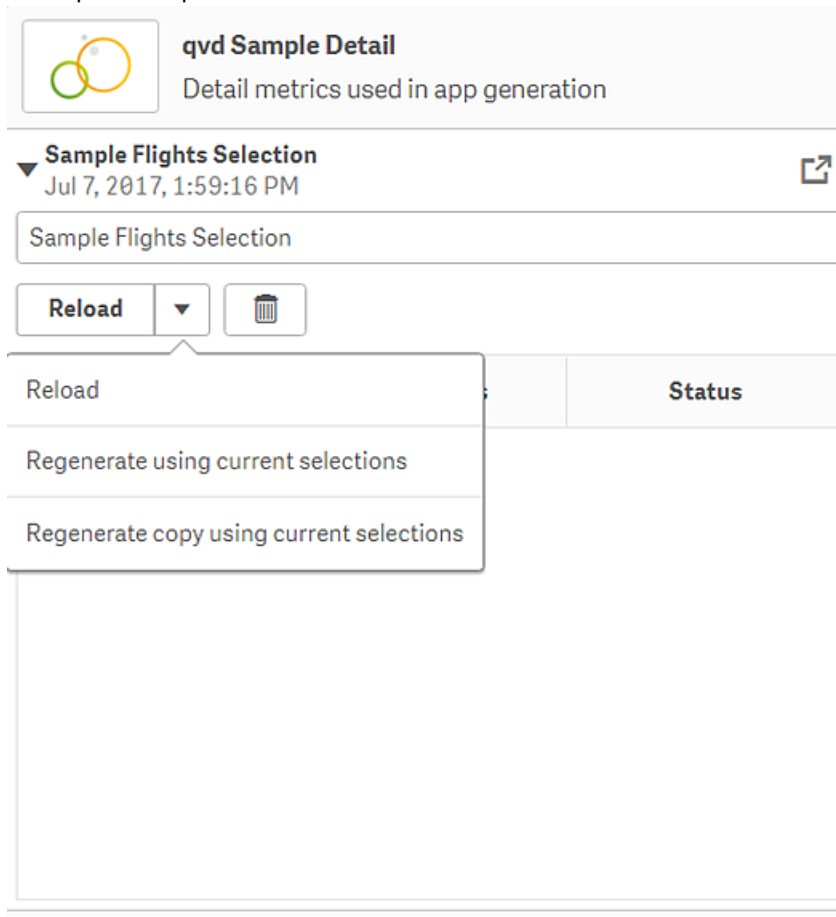 qvd Sample Detail
Detail metrics used in app generation
Sample Flights Selection
Jul 7, 2017, 1:59:16 PM
Sample Flights Selection
Reload
Status
Reload
Regenerate using current selections
Regenerate copy using current selections